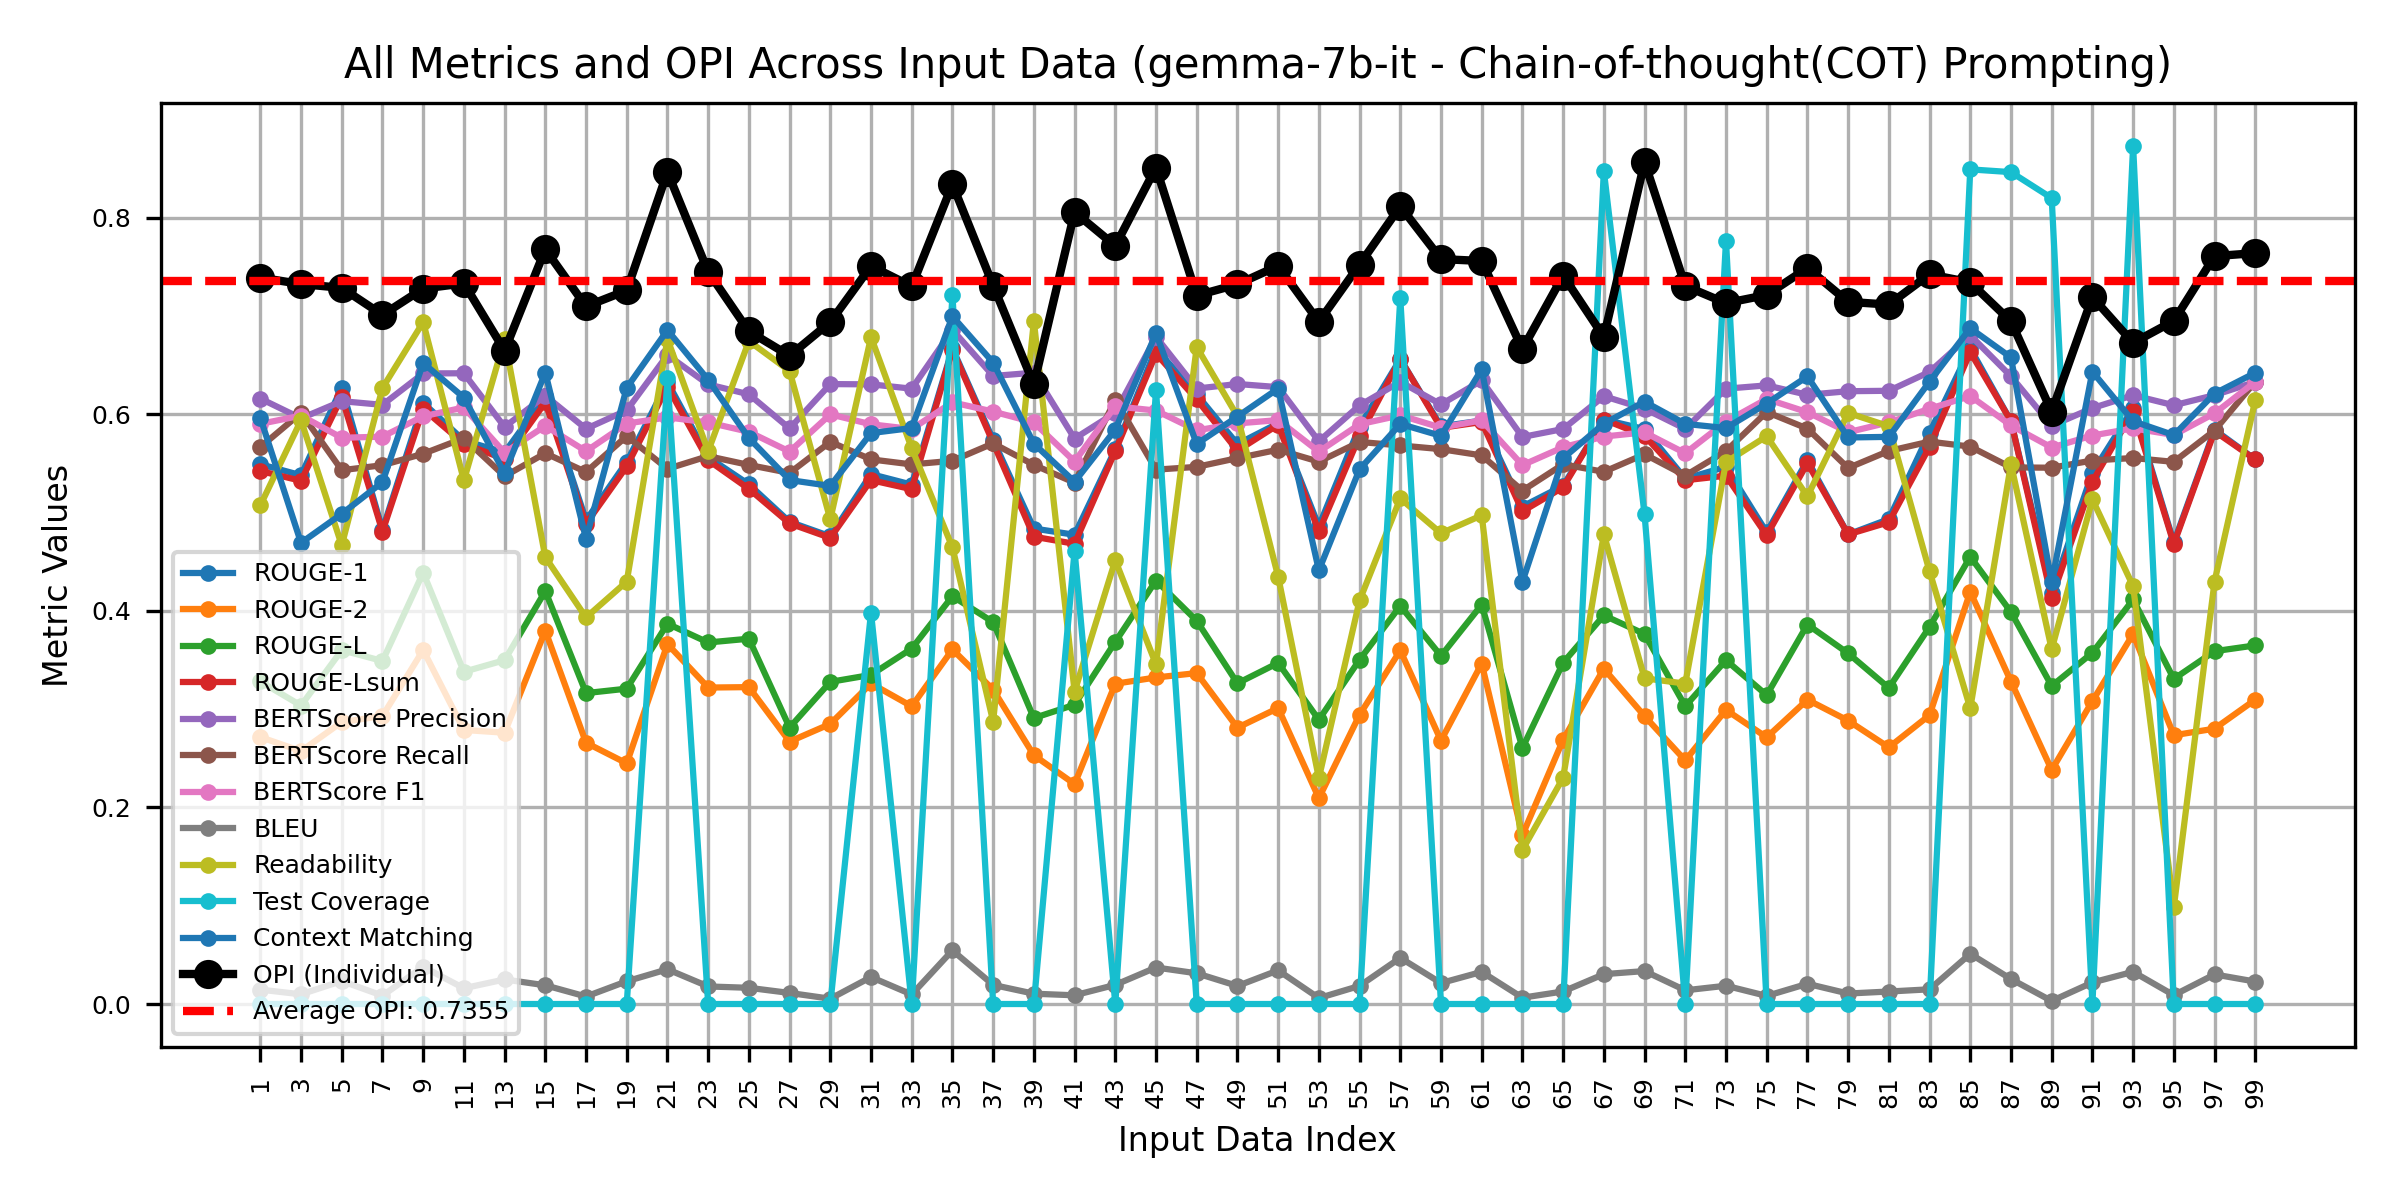 All Metrics and OPI Across Input Data (gemma-7b-it - Chain-of-thought(COT) Prompting)
Metric Values
0.8
0.6
0.4
0.2
0.0
ROUGE-1
ROUGE-2
ROUGE-L
ROUGE-Lsum
BERTScore Precision
BERTScore Recall
BERTScore F1
BLEU
Readability
Test Coverage
Context Matching
OPI (Individual)
Average OPI: 0.7355
1 3 5 7 9 11 13 15 17 19 21 23 25 27 29 31 33 35 37 39 41 43 45 47 49 51 53 55 57 59 61 63 65 67 69 71 73 75 77 79 81 83 85 87 89 91 93 95 97 99
Input Data Index